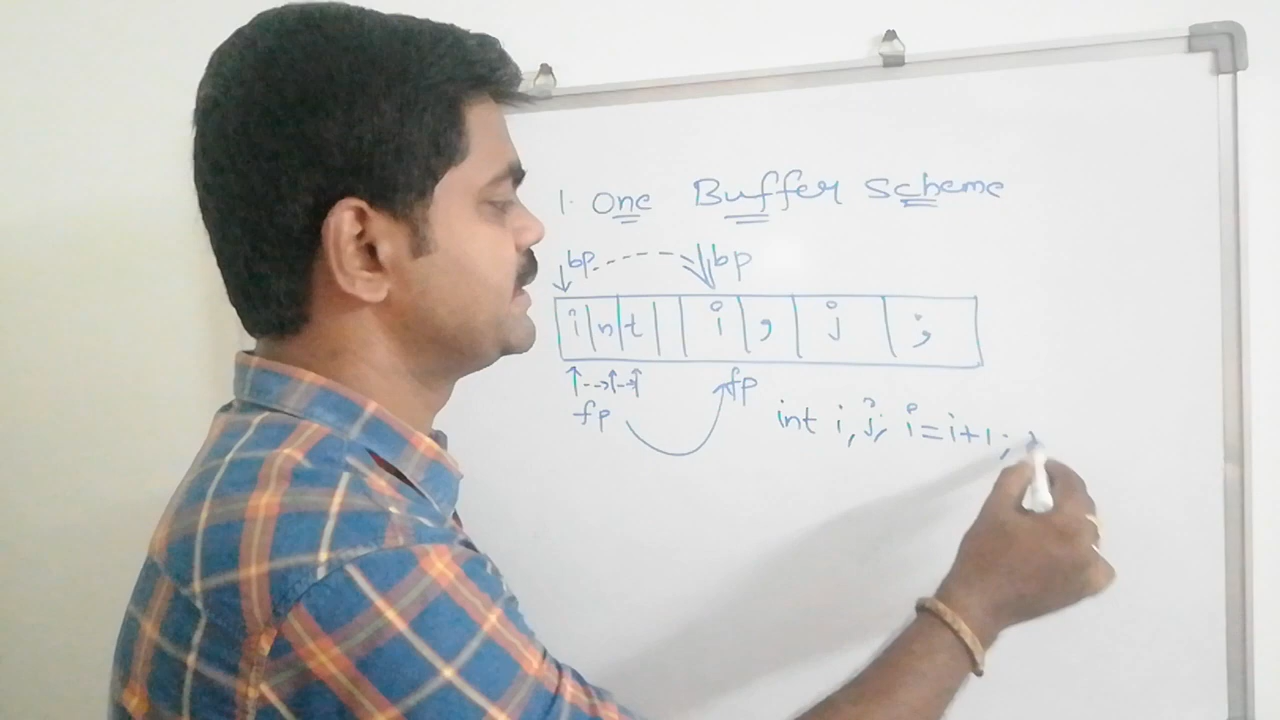 1. One Buffer Scheme
bp bp
i n t i , j ;
fp fp
int i, j; i=i+1;